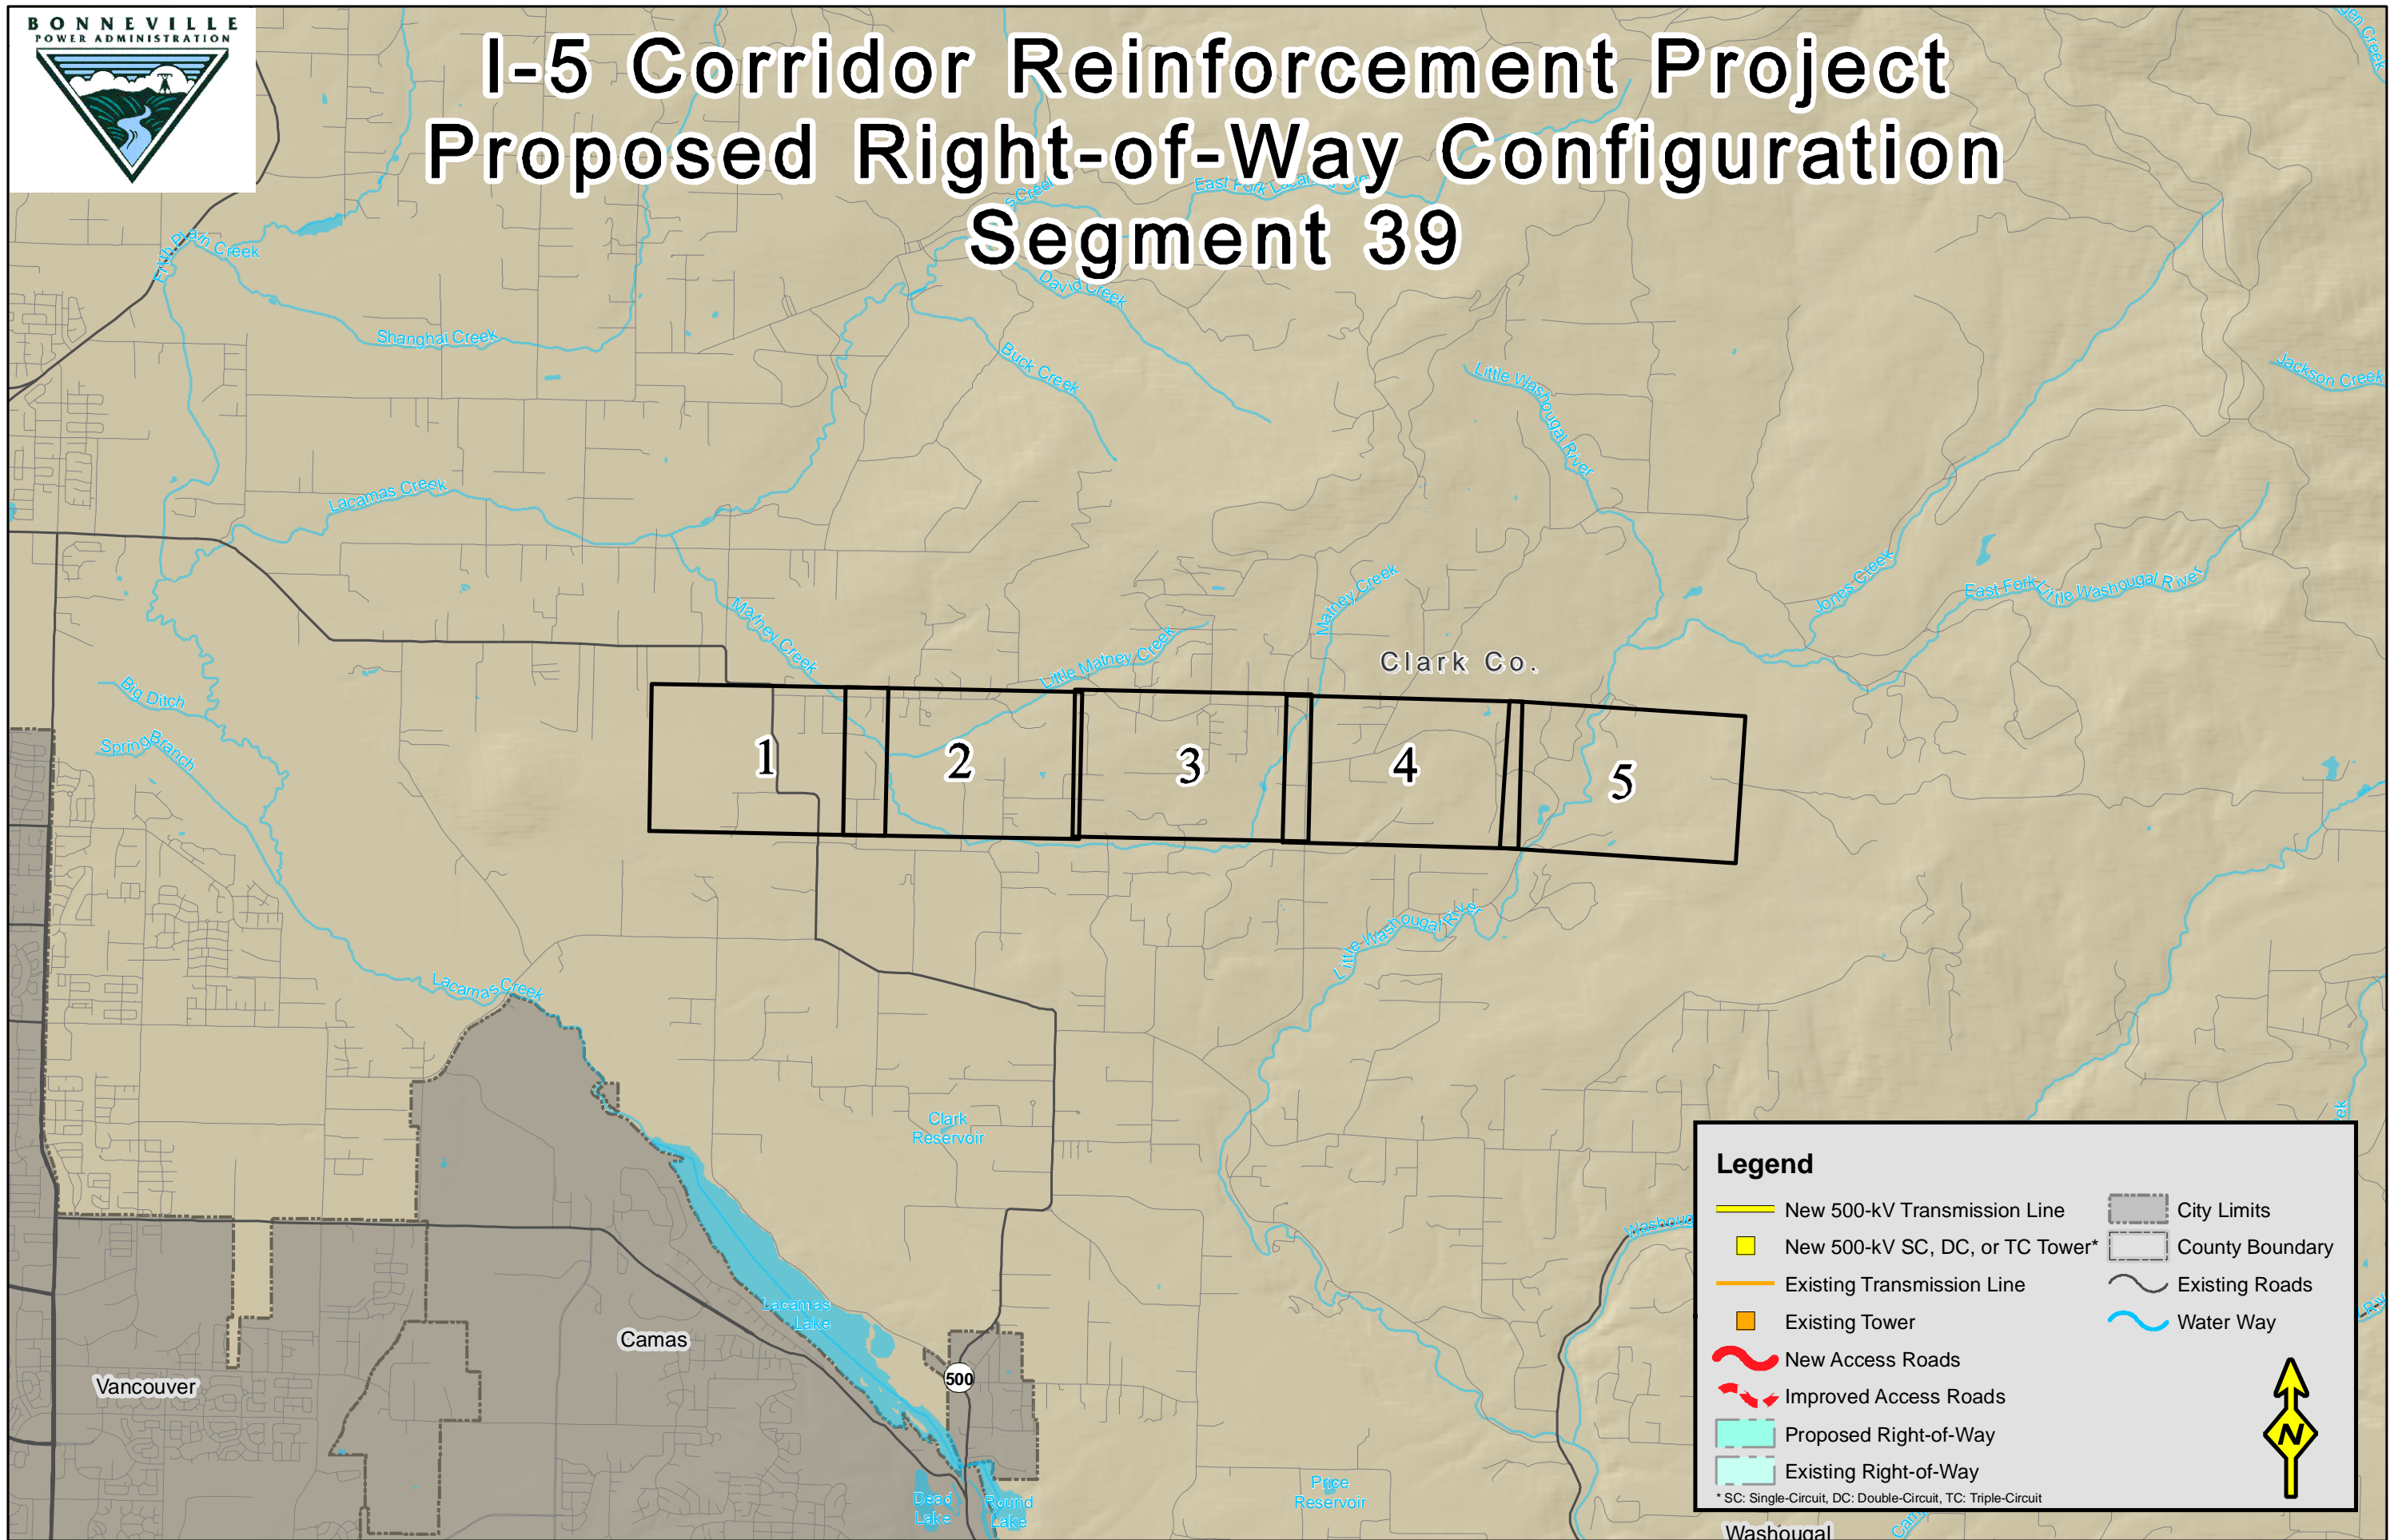 BONNEVILLE
POWER ADMINISTRATION
I-5 Corridor Reinforcement Project
Proposed Right-of-Way Configuration
Segment 39
East Fork Lacamas
David Creek
Plain Creek
Shanghai Creek
Buck Creek
Little Washougal River
Jackson Creek
Lacamas Creek
Matney Creek
Matney Creek
Jones Creek
East Fork Little Washougal River
Little Matney Creek
Clark Co.
Big Ditch
Spring Branch
1
2
3
4
5
Little Washougal River
Lacamas Creek
Clark
Reservoir
Lacamas
Lake
Camas
Vancouver
500
Dead
Lake
Round
Lake
Price
Reservoir
Washougal
Legend
New 500-kV Transmission Line
New 500-kV SC, DC, or TC Tower*
Existing Transmission Line
Existing Tower
New Access Roads
Improved Access Roads
Proposed Right-of-Way
Existing Right-of-Way
* SC: Single-Circuit, DC: Double-Circuit, TC: Triple-Circuit
City Limits
County Boundary
Existing Roads
Water Way
N